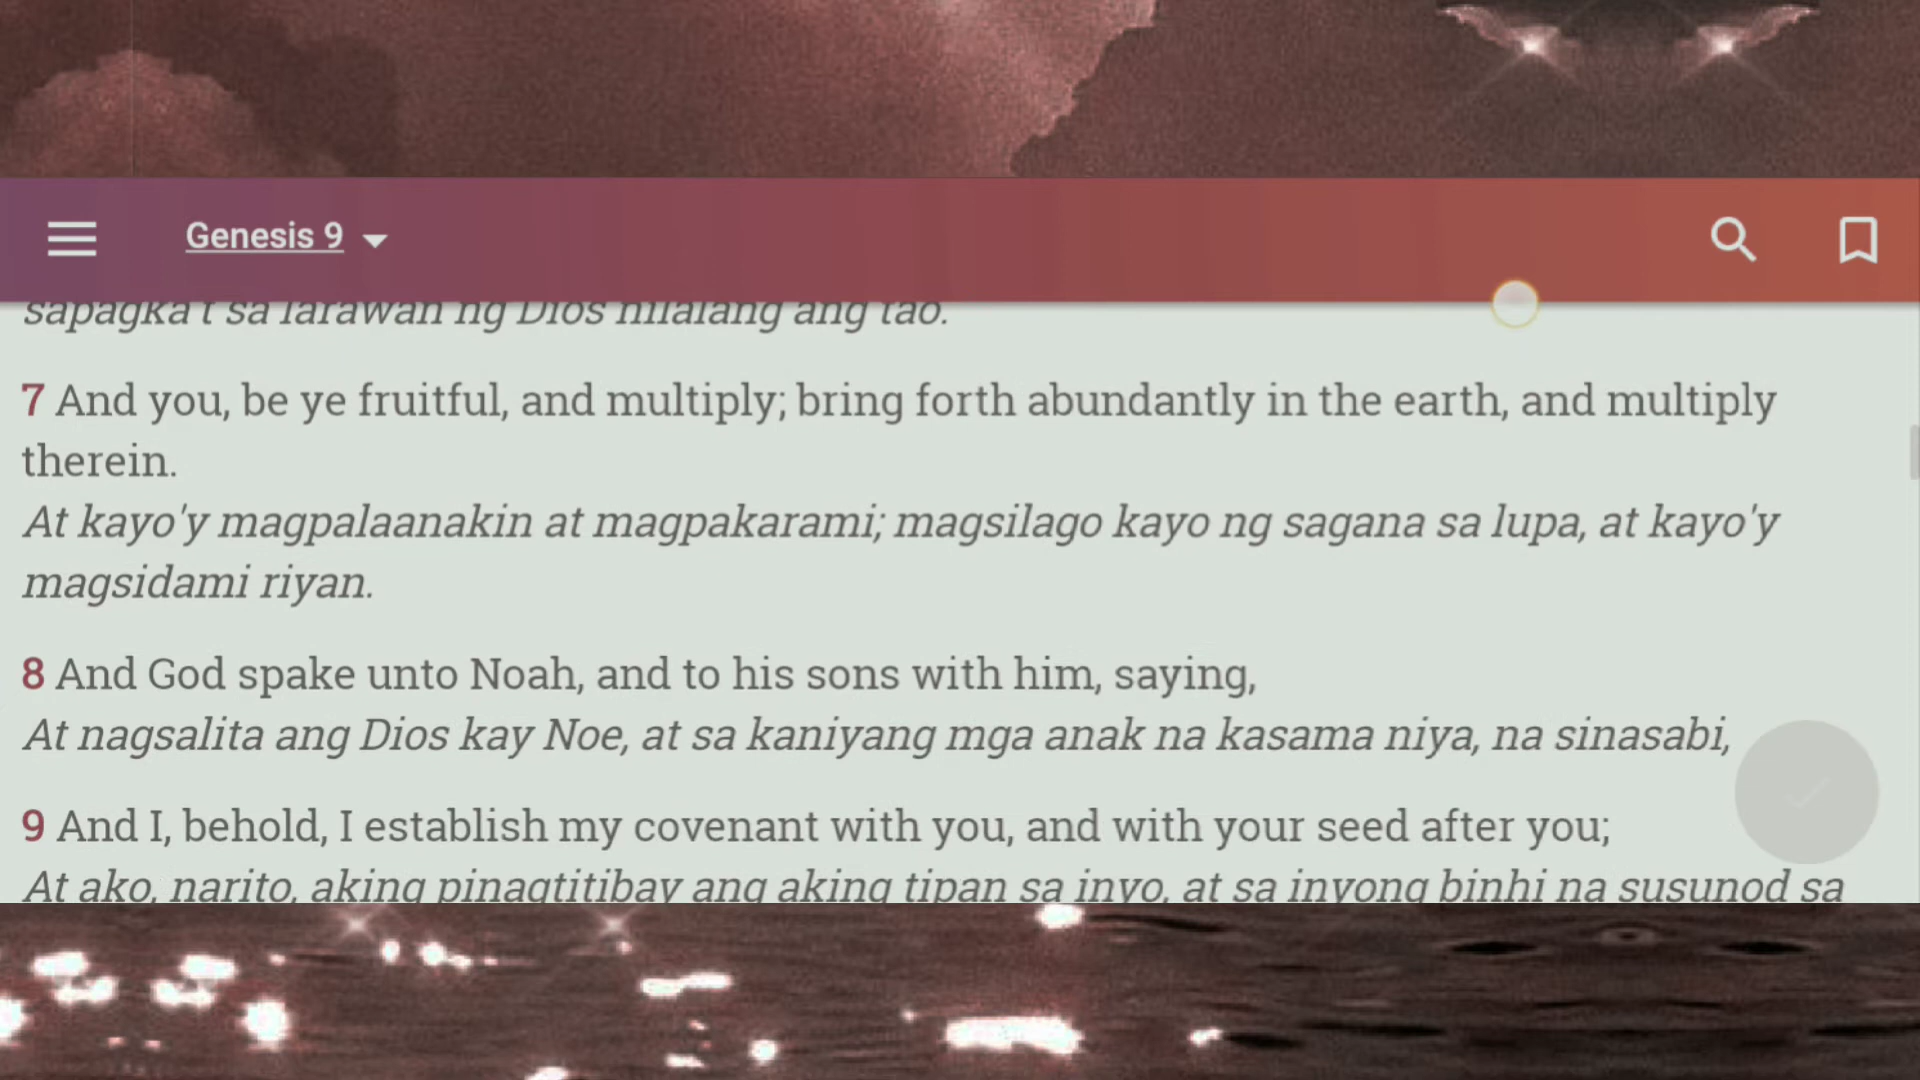 Genesis 9
sapagka't sa larawan ng Dios nilalang ang tao.
7 And you, be ye fruitful, and multiply; bring forth abundantly in the earth, and multiply
therein.
At kayo'y magpalaanakin at magpakarami; magsilago kayo ng sagana sa lupa, at kayo'y
magsidami riyan.
8 And God spake unto Noah, and to his sons with him, saying,
At nagsalita ang Dios kay Noe, at sa kaniyang mga anak na kasama niya, na sinasabi,
9 And I, behold, I establish my covenant with you, and with your seed after you;
At ako, narito, aking pinagtitibay ang aking tipan sa inyo, at sa inyong binhi na susunod sa